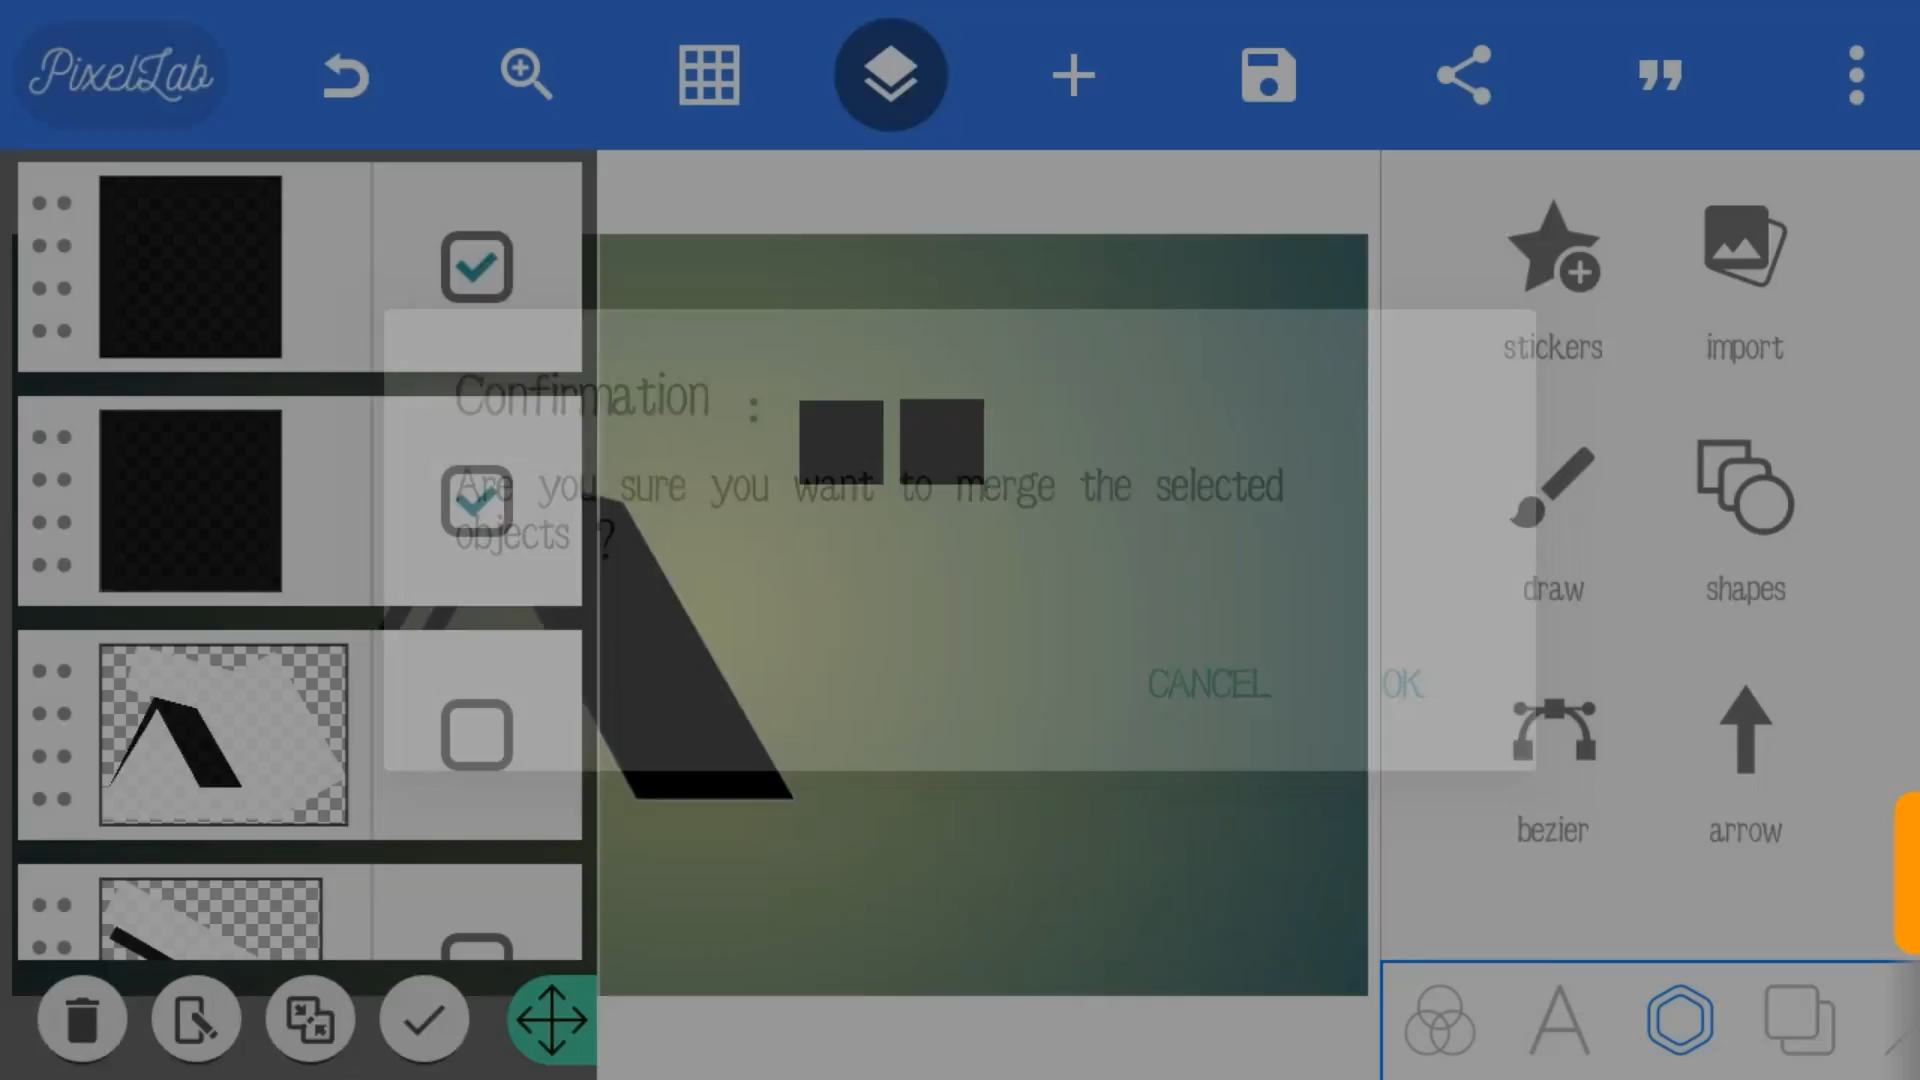 PixelLab
Confirmation :
Are you sure you want to merge the selected
objects ?
CANCEL OK
stickers import
draw shapes
bezier arrow